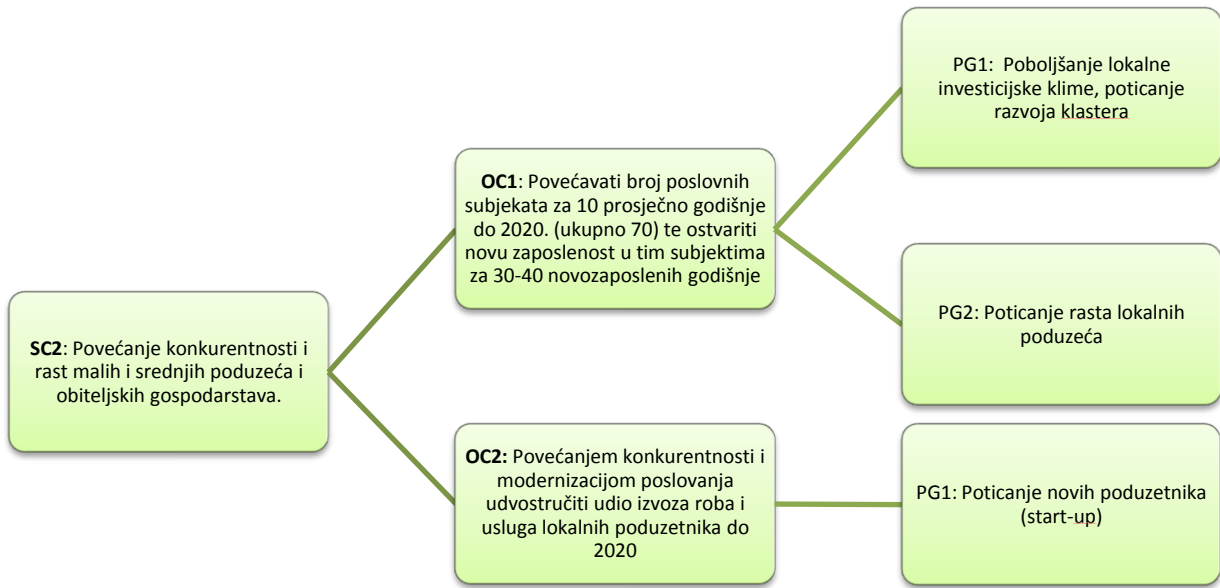 SC2: Povećanje konkurentnosti i
rast malih i srednjih poduzeća i
obiteljskih gospodarstava.
OC1: Povećavati broj poslovnih
subjekata za 10 prosječno godišnje
do 2020. (ukupno 70) te ostvariti
novu zaposlenost u tim subjektima
za 30-40 novozaposlenih godišnje
PG1: Poboljšanje lokalne
investicijske klime, poticanje
razvoja klastera
PG2: Poticanje rasta lokalnih
poduzeća
OC2: Povećanjem konkurentnosti i
modernizacijom poslovanja
udvostručiti udio izvoza roba i
usluga lokalnih poduzetnika do
2020
PG1: Poticanje novih poduzetnika
(start-up)